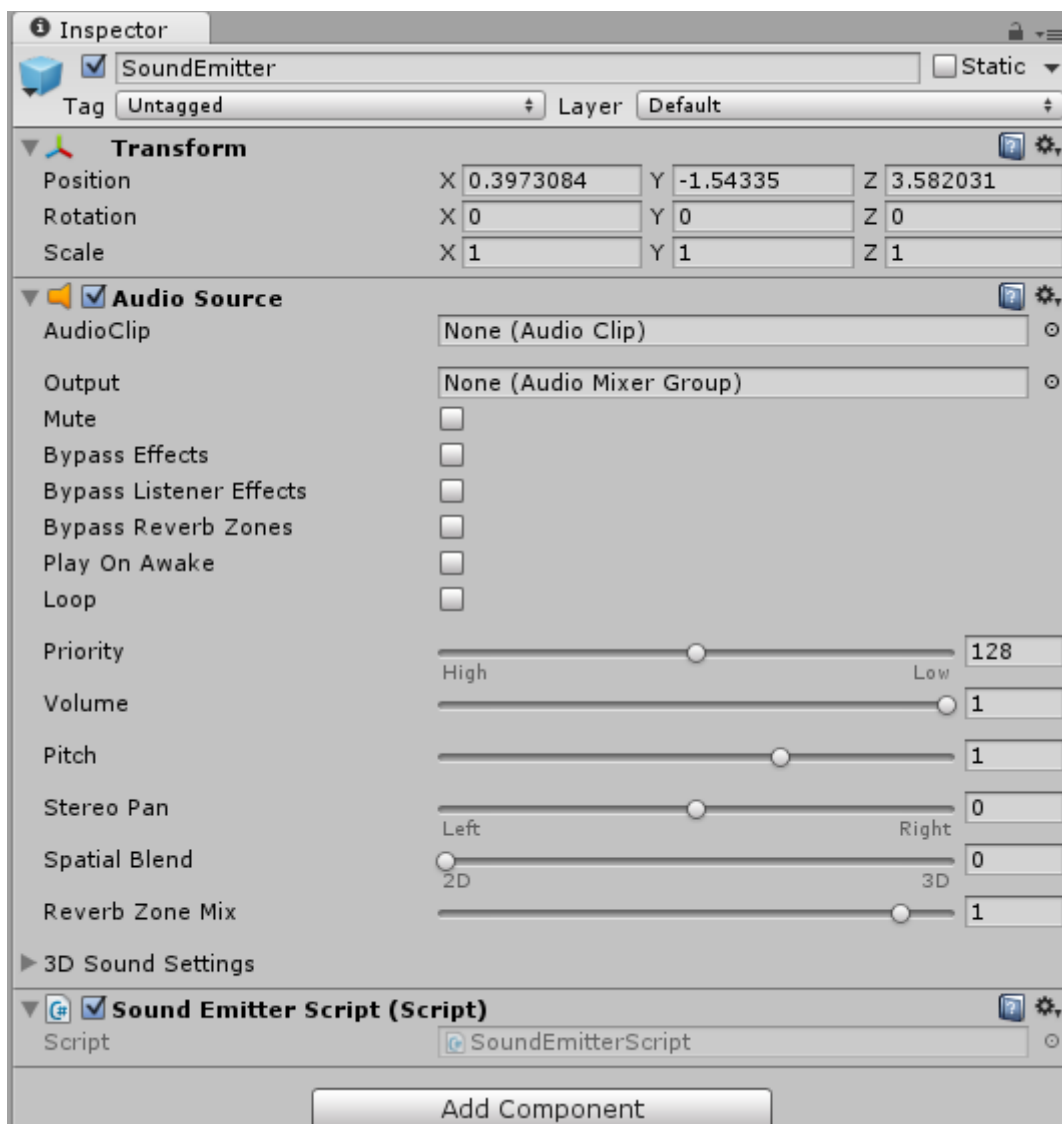 Inspector
SoundEmitter Static
Tag Untagged Layer Default
Transform
Position X 0.3973084 Y -1.54335 Z 3.582031
Rotation X 0 Y 0 Z 0
Scale X 1 Y 1 Z 1
Audio Source
AudioClip None (Audio Clip)
Output None (Audio Mixer Group)
Mute
Bypass Effects
Bypass Listener Effects
Bypass Reverb Zones
Play On Awake
Loop
Priority 128
High Low
Volume 1
Pitch 1
Stereo Pan 0
Left Right
Spatial Blend 0
2D 3D
Reverb Zone Mix 1
3D Sound Settings
C# Sound Emitter Script (Script)
Script SoundEmitterScript
Add Component